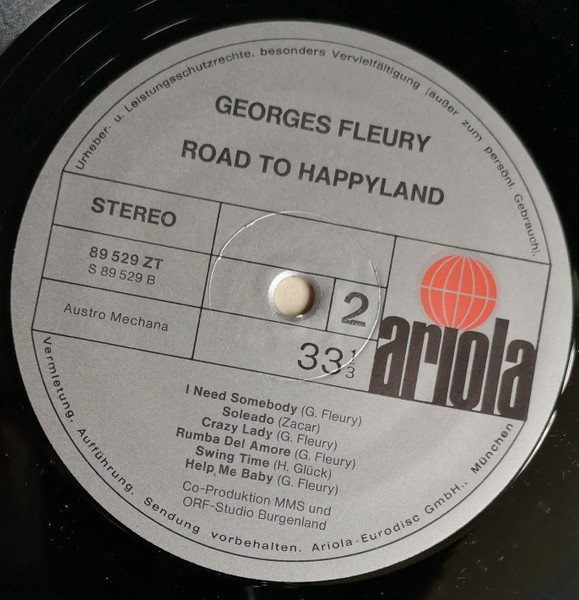 Urheber- u. Leistungsschutzrechte, besonders Vervielfältigung (außer zum persönl. Gebrauch),
GEORGES FLEURY
ROAD TO HAPPYLAND
STEREO
89 529 ZT
S 89 529 B
2
Austro Mechana
33 1/3
ariola
I Need Somebody (G. Fleury)
Soleado (Zacar)
Crazy Lady (G. Fleury)
Rumba Del Amore (G. Fleury)
Swing Time (H. Glück)
Help Me Baby (G. Fleury)
Co-Produktion MMS und
ORF-Studio Burgenland
Vermietung, Aufführung, Sendung vorbehalten. Ariola-Eurodisc GmbH., München